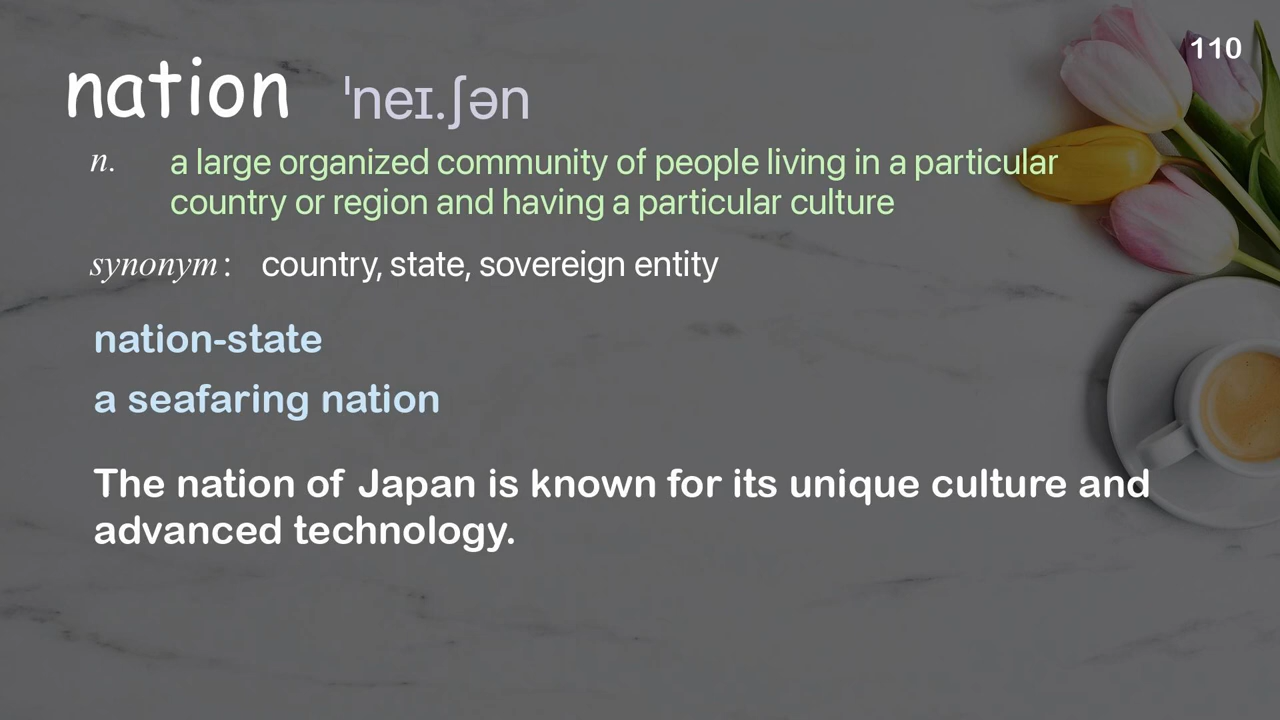 110
nation ˈneɪ.ʃən
n. a large organized community of people living in a particular
country or region and having a particular culture
synonym: country, state, sovereign entity
nation-state
a seafaring nation
The nation of Japan is known for its unique culture and
advanced technology.